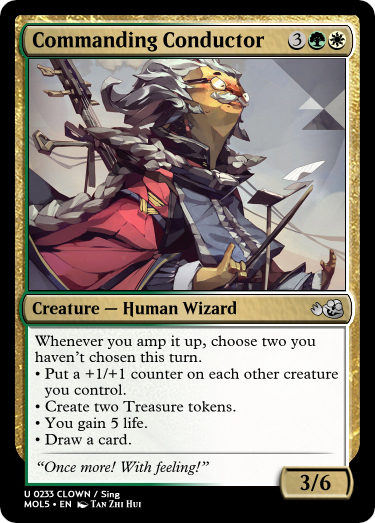 Commanding Conductor 3
Creature — Human Wizard
Whenever you amp it up, choose two you
haven't chosen this turn.
• Put a +1/+1 counter on each other creature
you control.
• Create two Treasure tokens.
• You gain 5 life.
• Draw a card.
“Once more! With feeling!”
3/6
U 0233 CLOWN / Sing
MOL5 • EN Tan Zhi Hui